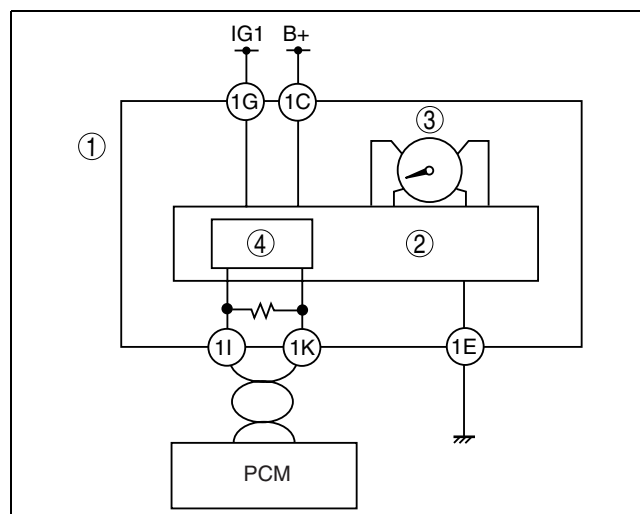 IG1 B+
1G 1C
① ③
④ ②
1I 1K 1E
PCM